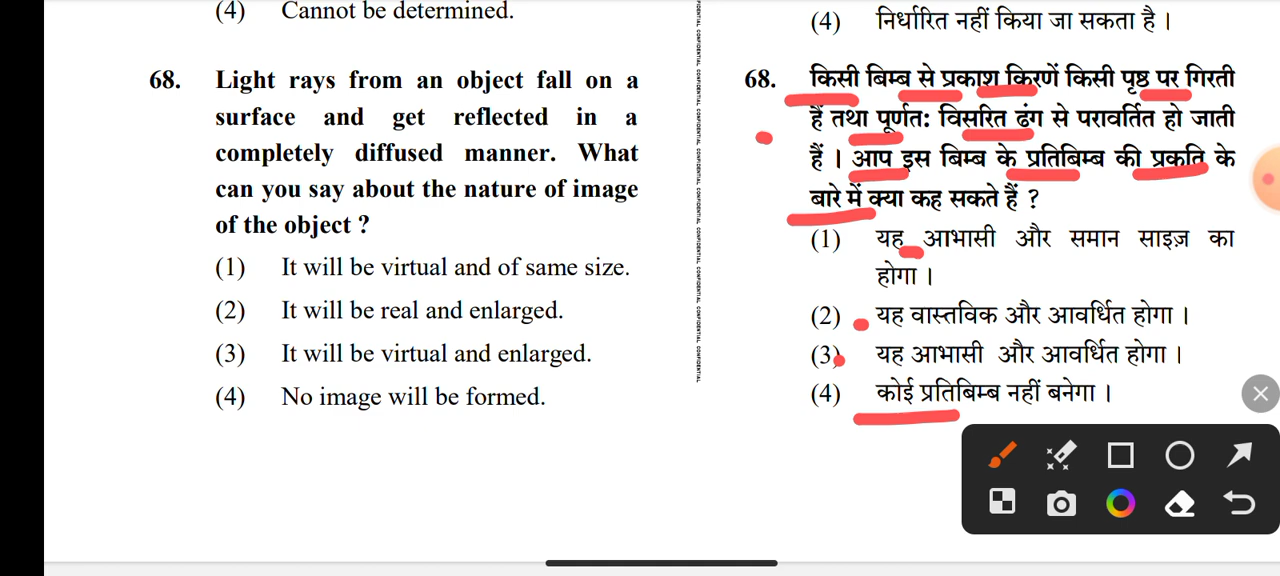 (4) Cannot be determined.
68. Light rays from an object fall on a
surface and get reflected in a
completely diffused manner. What
can you say about the nature of image
of the object ?
(1) It will be virtual and of same size.
(2) It will be real and enlarged.
(3) It will be virtual and enlarged.
(4) No image will be formed.
(4) निर्धारित नहीं किया जा सकता है ।
68. किसी बिम्ब से प्रकाश किरणें किसी पृष्ठ पर गिरती
हैं तथा पूर्णत: विसरित ढंग से परावर्तित हो जाती
हैं । आप इस बिम्ब के प्रतिबिम्ब की प्रकृति के
बारे में क्या कह सकते हैं ?
(1) यह आभासी और समान साइज़ का
होगा ।
(2) यह वास्तविक और आवर्धित होगा ।
(3) यह आभासी और आवर्धित होगा ।
(4) कोई प्रतिबिम्ब नहीं बनेगा ।
CONFIDENTIAL CONFIDENTIAL CONFIDENTIAL CONFIDENTIAL